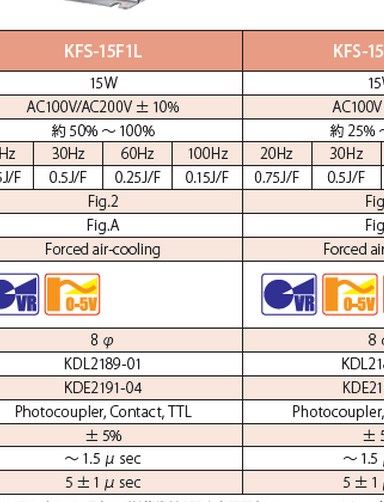 KFS-15F1L KFS-15
15W 15
AC100V/AC200V ± 10% AC100V
約 50% ～ 100% 約 25% ～
Hz 30Hz 60Hz 100Hz 20Hz 30Hz
J/F 0.5J/F 0.25J/F 0.15J/F 0.75J/F 0.5J/F
Fig.2 Fig
Fig.A Fig
Forced air-cooling Forced air
VR 0-5V VR 0-5V
8 φ 8
KDL2189-01 KDL21
KDE2191-04 KDE21
Photocoupler, Contact, TTL Photocoupler,
± 5% ± 5
～ 1.5 μ sec ～ 1.5
5 ± 1 μ sec 5 ± 1